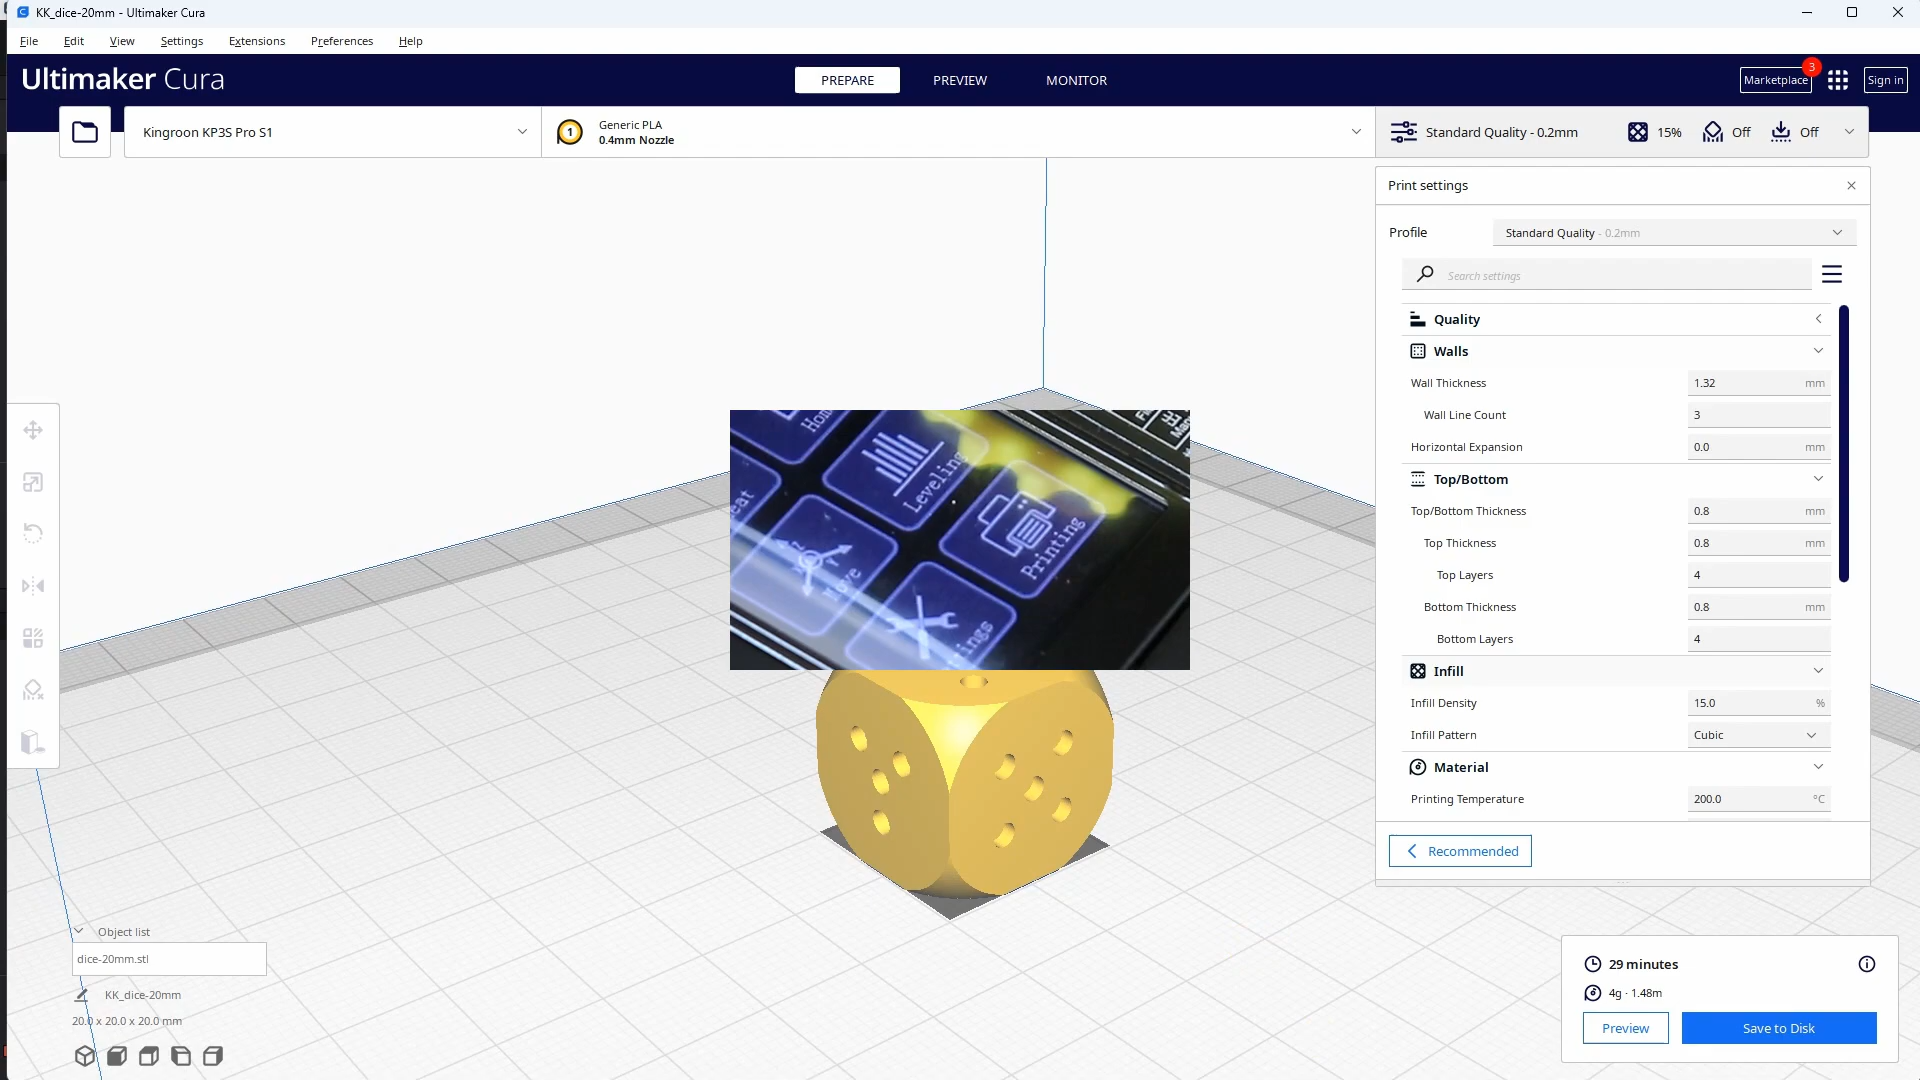 KK_dice-20mm - Ultimaker Cura
File Edit View Settings Extensions Preferences Help
Ultimaker Cura
PREPARE PREVIEW MONITOR
Marketplace 3
Sign in
Kingroon KP3S Pro S1
1
Generic PLA
0.4mm Nozzle
Standard Quality - 0.2mm 15% Off Off
Print settings
Profile Standard Quality - 0.2mm
Search settings
Quality
Walls
Wall Thickness 1.32 mm
Wall Line Count 3
Horizontal Expansion 0.0 mm
Top/Bottom
Top/Bottom Thickness 0.8 mm
Top Thickness 0.8 mm
Top Layers 4
Bottom Thickness 0.8 mm
Bottom Layers 4
Infill
Infill Density 15.0 %
Infill Pattern Cubic
Material
Printing Temperature 200.0 °C
Recommended
Leveling
Printing
Move
Object list
dice-20mm.stl
KK_dice-20mm
20.0 x 20.0 x 20.0 mm
29 minutes
4g · 1.48m
Preview Save to Disk